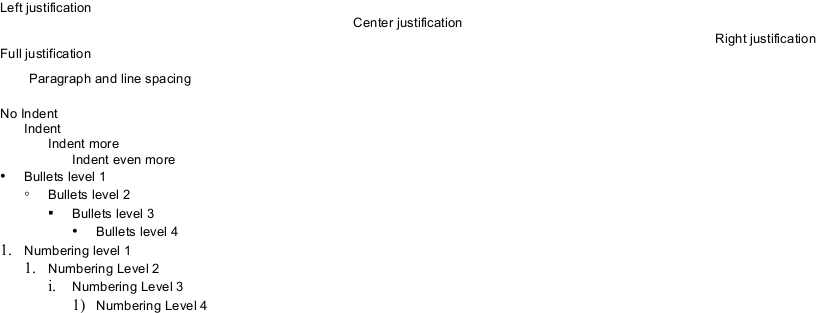 Left justification
Center justification
Right justification
Full justification
Paragraph and line spacing
No Indent
Indent
Indent more
Indent even more
• Bullets level 1
◦ Bullets level 2
▪ Bullets level 3
• Bullets level 4
1. Numbering level 1
1. Numbering Level 2
i. Numbering Level 3
1) Numbering Level 4